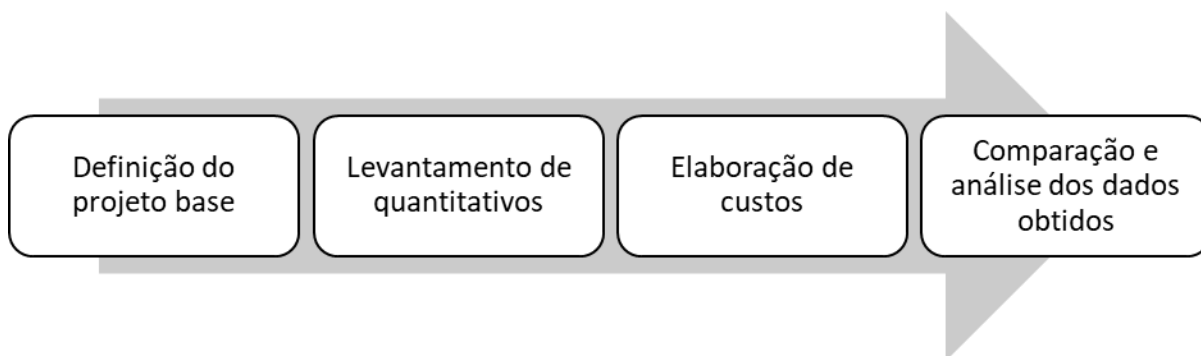 Definição do
projeto base
Levantamento de
quantitativos
Elaboração de
custos
Comparação e
análise dos dados
obtidos